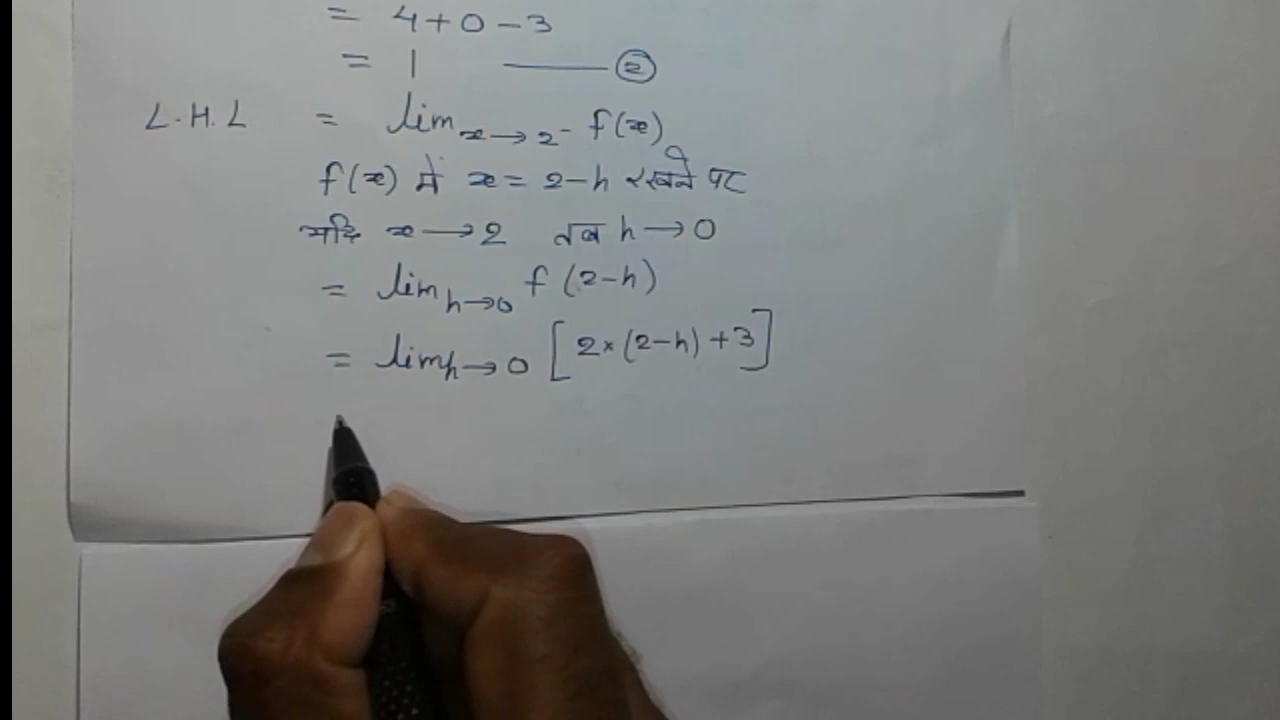 = 4+0-3
= 1 ——— ②
L.H.L = lim x→2⁻ f(x)
f(x) में x = 2-h रखने पर
यदि x→2 तब h→0
= lim h→0 f(2-h)
= lim h→0 [2×(2-h)+3]